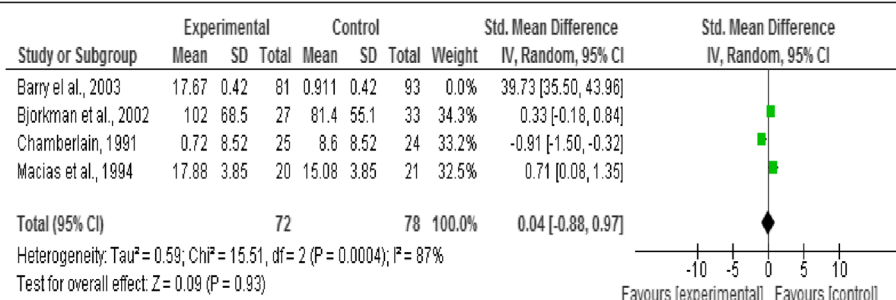 Experimental Control Std. Mean Difference Std. Mean Difference
Study or Subgroup Mean SD Total Mean SD Total Weight IV, Random, 95% CI IV, Random, 95% CI
Barry el al., 2003 17.67 0.42 81 0.911 0.42 93 0.0% 39.73 [35.50, 43.96]
Bjorkman et al., 2002 102 68.5 27 81.4 55.1 33 34.3% 0.33 [-0.18, 0.84]
Chamberlain, 1991 0.72 8.52 25 8.6 8.52 24 33.2% -0.91 [-1.50, -0.32]
Macias et al., 1994 17.88 3.85 20 15.08 3.85 21 32.5% 0.71 [0.08, 1.35]
Total (95% CI) 72 78 100.0% 0.04 [-0.88, 0.97]
Heterogeneity: Tau² = 0.59; Chi² = 15.51, df = 2 (P = 0.0004); I² = 87%
Test for overall effect: Z = 0.09 (P = 0.93)
-10 -5 0 5 10
Favours [experimental] Favours [control]